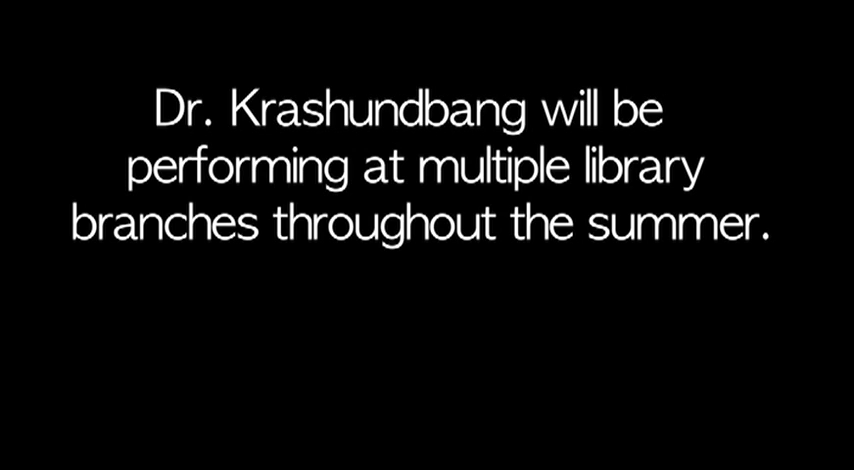 Dr. Krashundbang will be
performing at multiple library
branches throughout the summer.